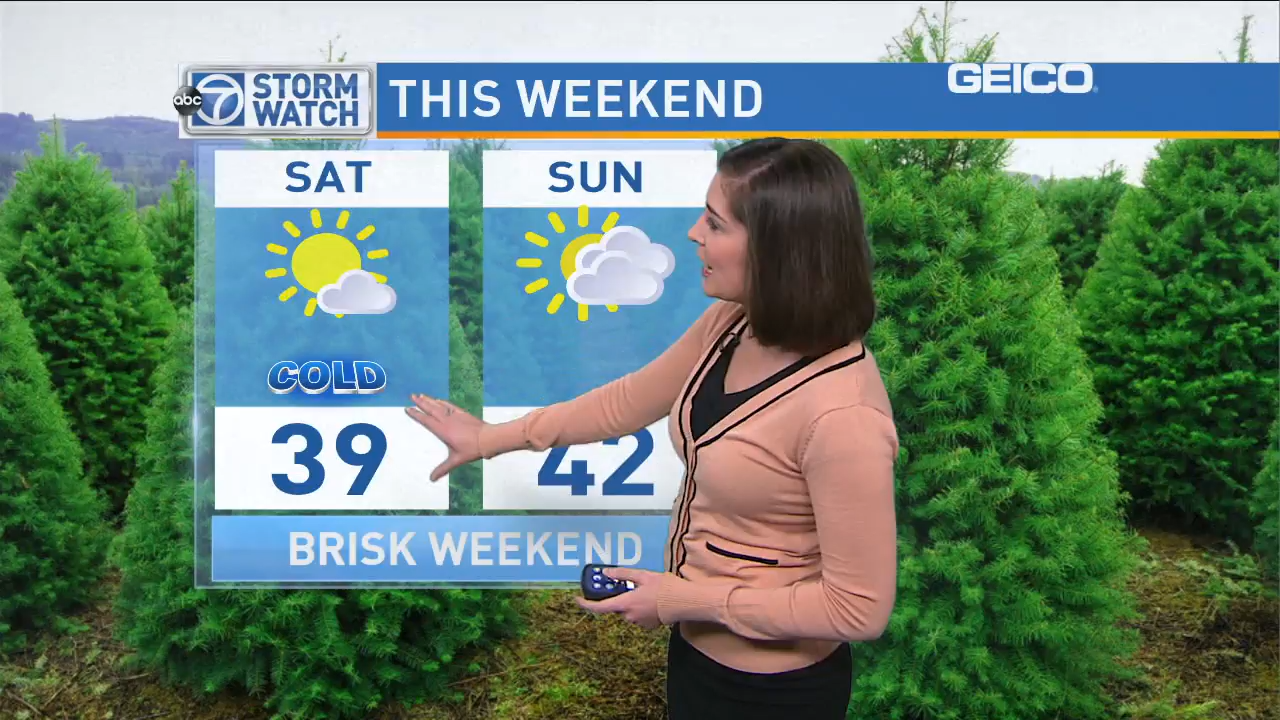 abc 7 STORM WATCH
THIS WEEKEND
GEICO
SAT
SUN
COLD
39
42
BRISK WEEKEND